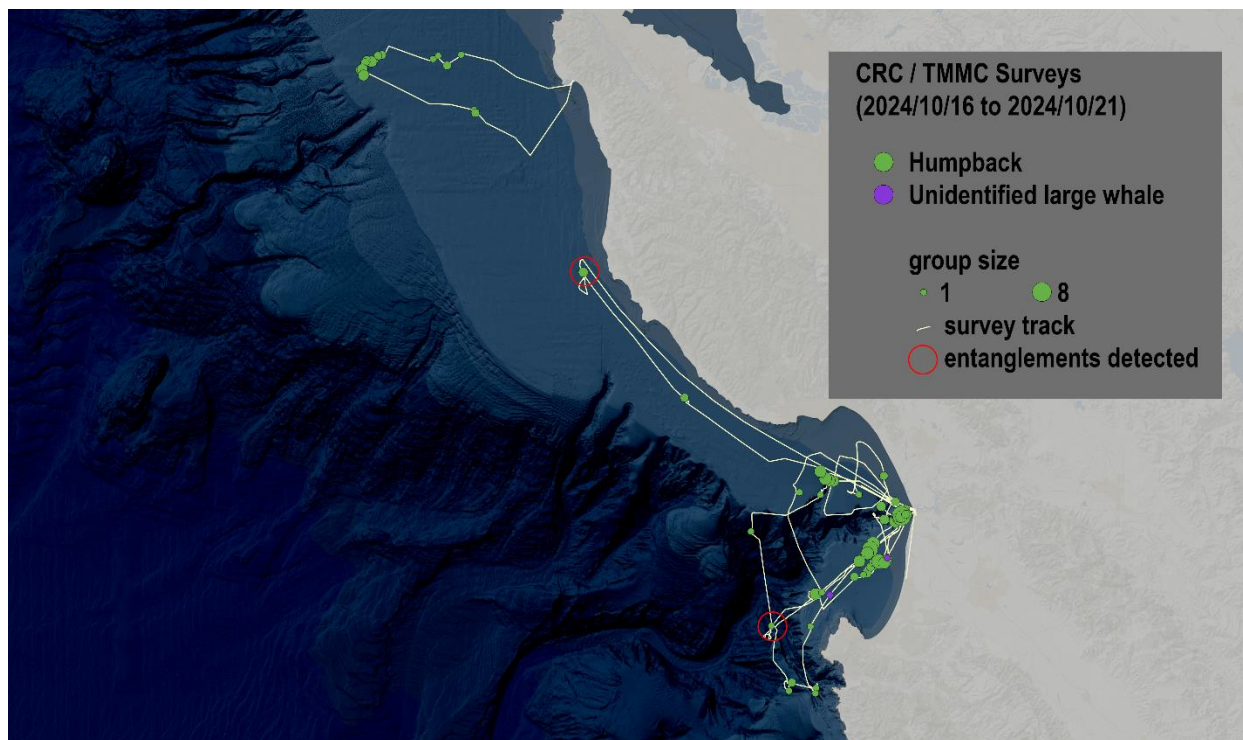 CRC / TMMC Surveys
(2024/10/16 to 2024/10/21)
Humpback
Unidentified large whale
group size
1 8
survey track
entanglements detected